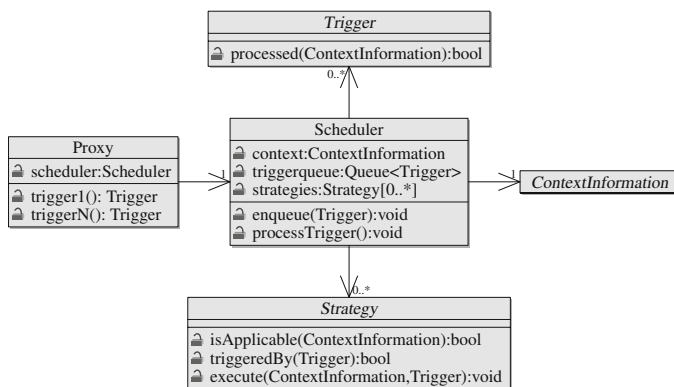 Trigger
processed(ContextInformation):bool
0..*
Proxy
scheduler:Scheduler
trigger1(): Trigger
triggerN(): Trigger
1
Scheduler
context:ContextInformation
triggerqueue:Queue<Trigger>
strategies:Strategy[0..*]
enqueue(Trigger):void
processTrigger():void
1
ContextInformation
0..*
Strategy
isApplicable(ContextInformation):bool
triggeredBy(Trigger):bool
execute(ContextInformation,Trigger):void